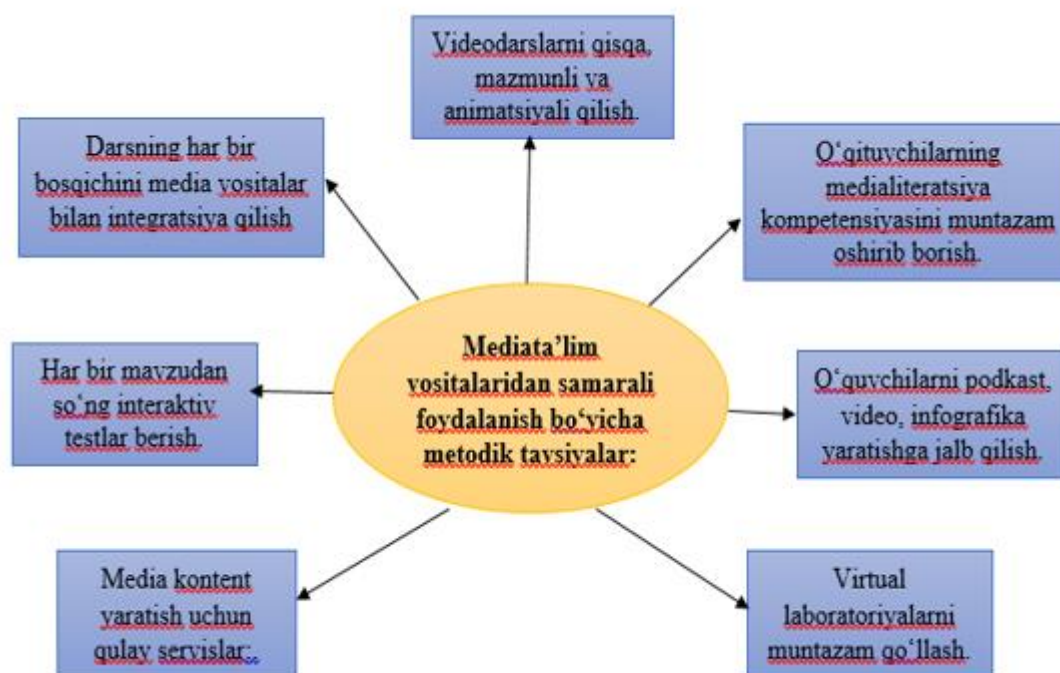 Videodarslarni qisqa,
mazmunli va
animatsiyali qilish.
Darsning har bir
bosqichini media vositalar
bilan integratsiya qilish
O‘qituvchilarning
medialiteratsiya
kompetensiyasini muntazam
oshirib borish.
Mediata’lim
vositalaridan samarali
foydalanish bo‘yicha
metodik tavsiyalar:
Har bir mavzudan
so‘ng interaktiv
testlar berish.
O‘quvchilarni podkast,
video, infografika
yaratishga jalb qilish.
Media kontent
yaratish uchun
qulay servislar:
Virtual
laboratoriyalarni
muntazam qo‘llash.